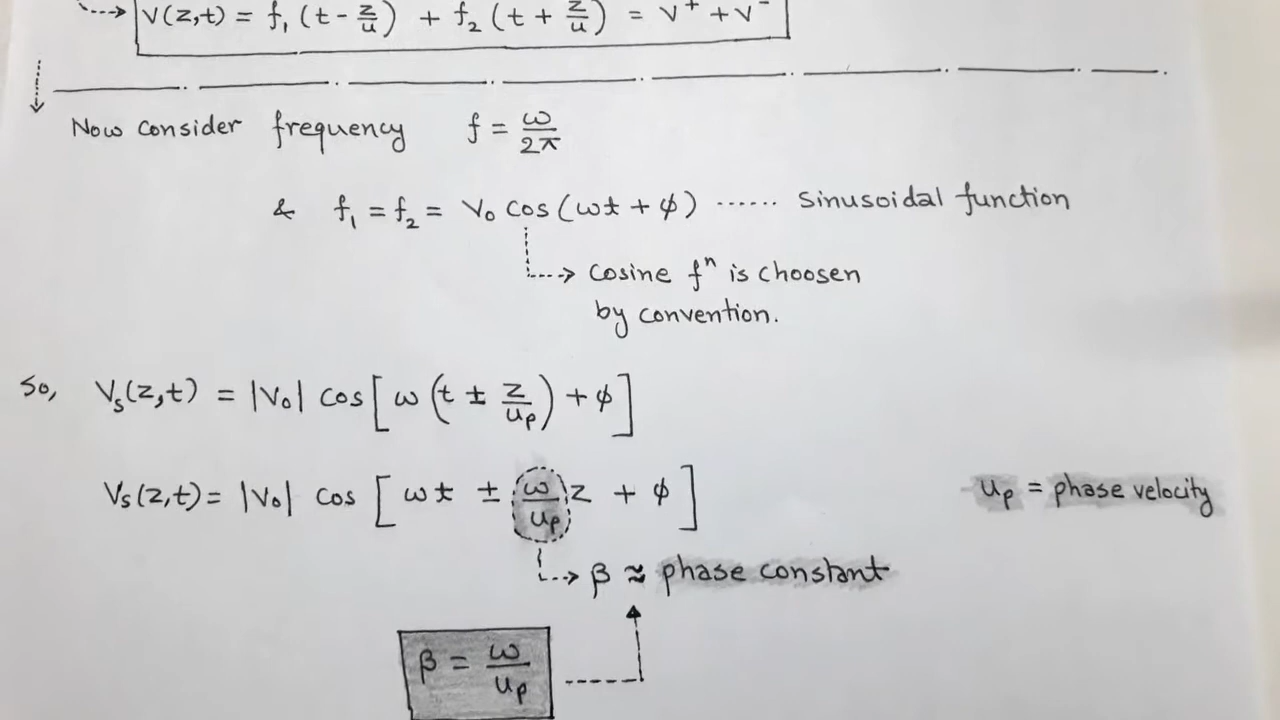 V(z,t) = f₁ (t - z/u) + f₂ (t + z/u) = V⁺ + V⁻
Now consider frequency f = ω/2π
& f₁ = f₂ = V₀ cos(ωt + ϕ) ...... sinusoidal function
cosine fⁿ is choosen
by convention.
So, Vₛ(z,t) = |V₀| cos[ω(t ± z/uₚ) + ϕ]
Vₛ(z,t) = |V₀| cos [ωt ± (ω/uₚ)z + ϕ]
uₚ = phase velocity
β ≈ phase constant
β = ω/uₚ